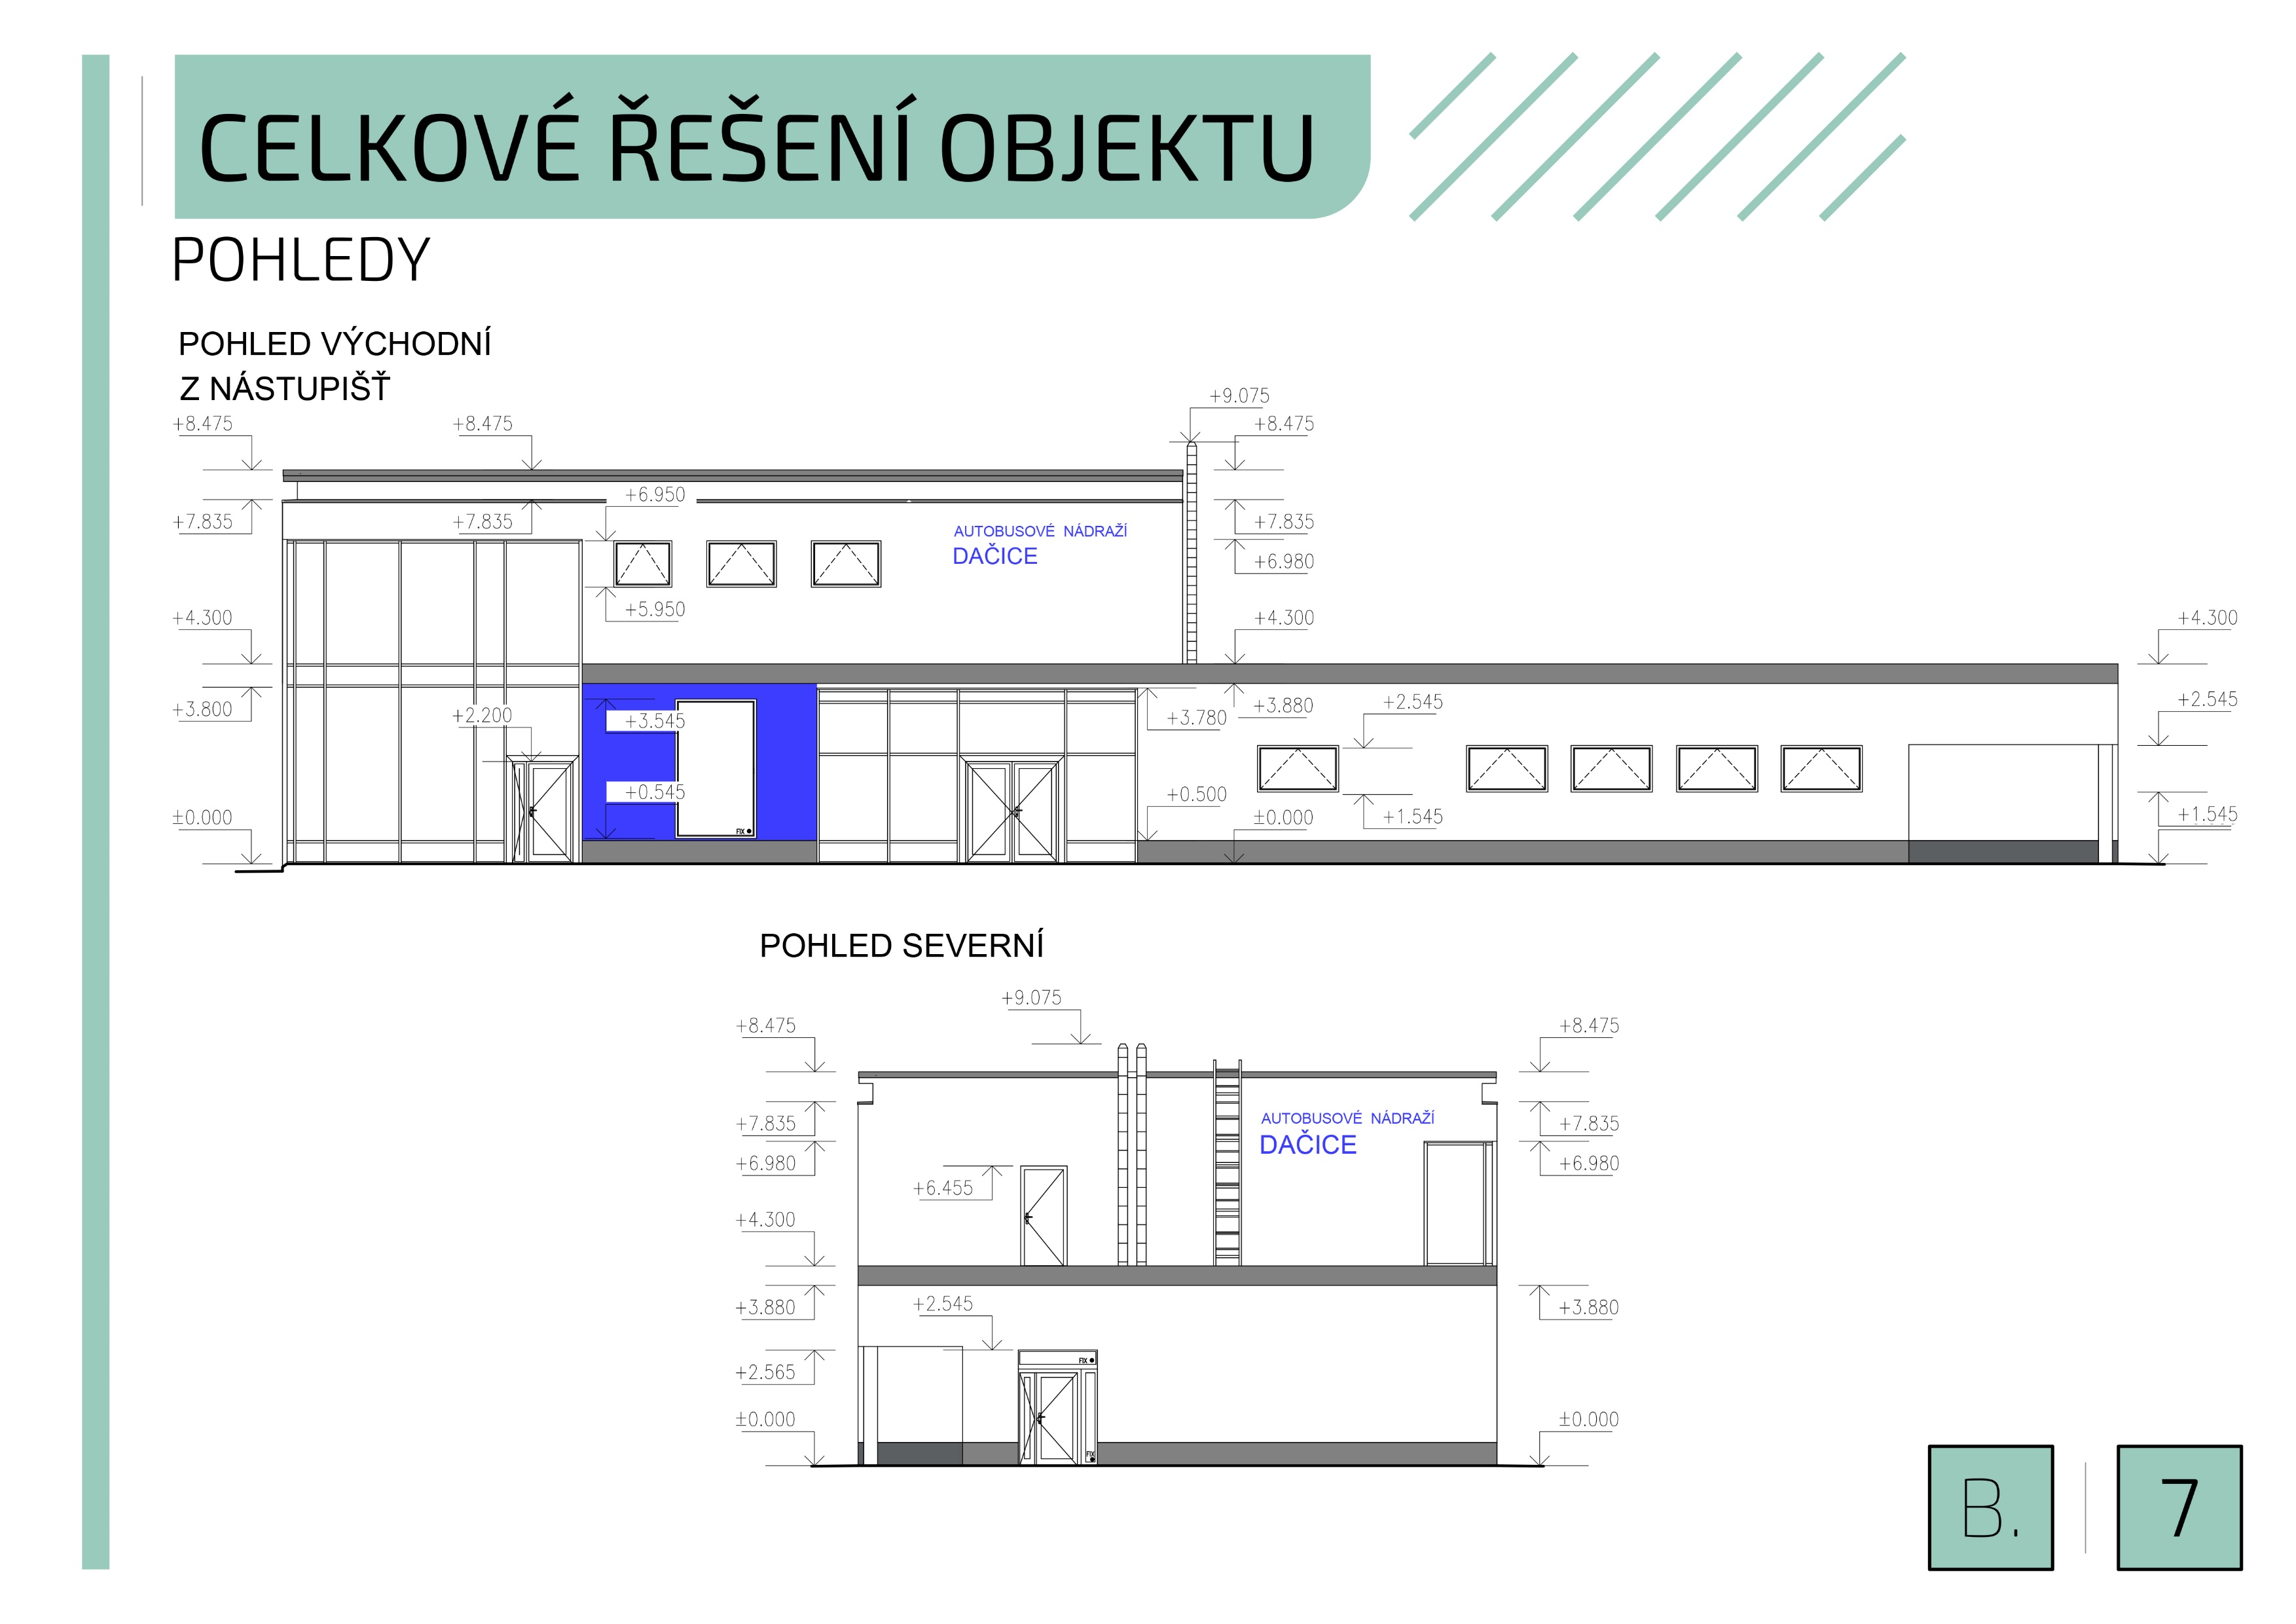 CELKOVÉ ŘEŠENÍ OBJEKTU
POHLEDY
POHLED VÝCHODNÍ
Z NÁSTUPIŠŤ
+9.075
+8.475 +8.475 +8.475
+6.950
+7.835 +7.835 +7.835
AUTOBUSOVÉ NÁDRAŽÍ
DAČICE
+6.980
+5.950
+4.300 +4.300 +4.300
+3.800 +2.200 +3.545 +3.780 +3.880 +2.545 +2.545
+0.545 +0.500
±0.000 ±0.000 +1.545 +1.545
FIX
POHLED SEVERNÍ
+9.075
+8.475 +8.475
+7.835 +7.835
AUTOBUSOVÉ NÁDRAŽÍ
DAČICE
+6.980 +6.980
+6.455
+4.300
+3.880 +2.545 +3.880
FIX
+2.565
±0.000 ±0.000
FIX
B. 7